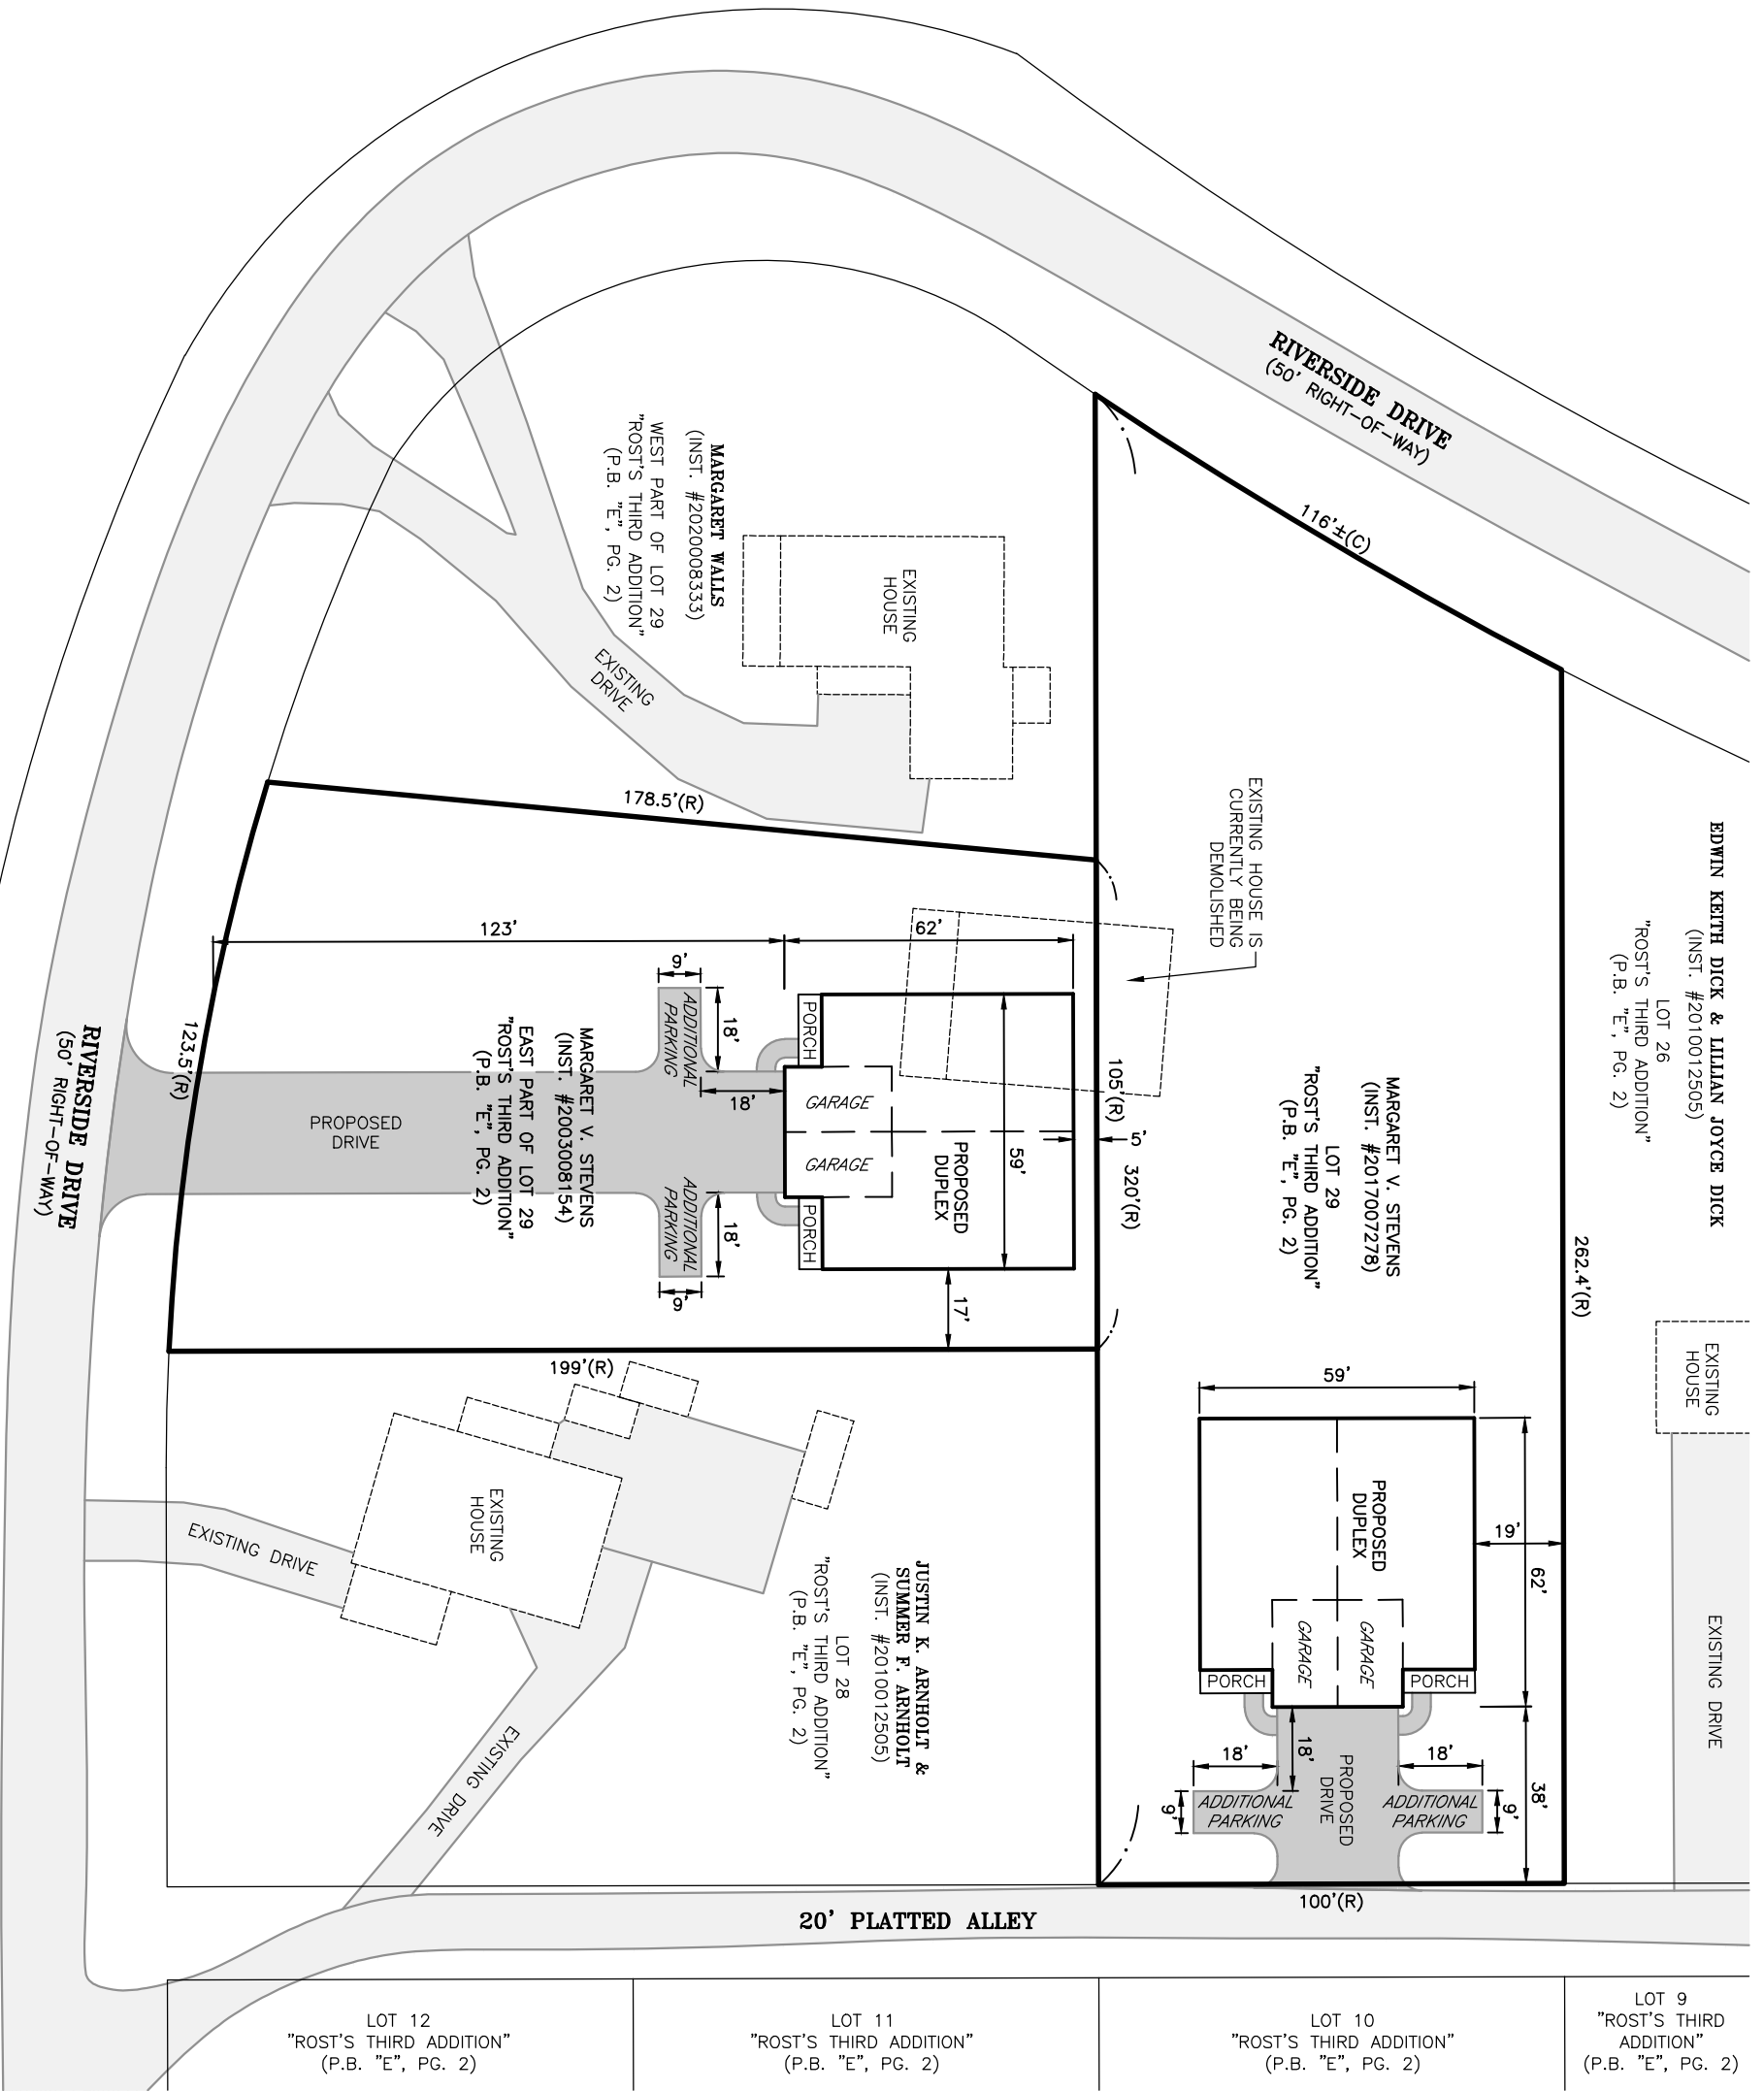 RIVERSIDE DRIVE
(50' RIGHT-OF-WAY)
116'±(C)
MARGARET WALLS
(INST. #2020008333)
WEST PART OF LOT 29
"ROST'S THIRD ADDITION"
(P.B. "E", PG. 2)
EXISTING
HOUSE
EXISTING
DRIVE
178.5'(R)
EXISTING HOUSE IS
CURRENTLY BEING
DEMOLISHED
EDWIN KEITH DICK & LILLIAN JOYCE DICK
(INST. #2010012505)
LOT 26
"ROST'S THIRD ADDITION"
(P.B. "E", PG. 2)
123'
62'
9'
18'
ADDITIONAL
PARKING
18'
PORCH
GARAGE
GARAGE
PORCH
PROPOSED
DUPLEX
59'
5'
105'(R)
320'(R)
MARGARET V. STEVENS
(INST. #2017007278)
LOT 29
"ROST'S THIRD ADDITION"
(P.B. "E", PG. 2)
262.4'(R)
MARGARET V. STEVENS
(INST. #2003008154)
EAST PART OF LOT 29
"ROST'S THIRD ADDITION"
(P.B. "E", PG. 2)
PROPOSED
DRIVE
123.5'(R)
RIVERSIDE DRIVE
(50' RIGHT-OF-WAY)
ADDITIONAL
PARKING
18'
9'
17'
199'(R)
EXISTING
HOUSE
EXISTING DRIVE
59'
PROPOSED
DUPLEX
19'
62'
GARAGE
GARAGE
PORCH
PORCH
18'
18'
18'
PROPOSED
DRIVE
38'
9'
9'
ADDITIONAL
PARKING
ADDITIONAL
PARKING
100'(R)
EXISTING
HOUSE
EXISTING DRIVE
JUSTIN K. ARNHOLT &
SUMMER F. ARNHOLT
(INST. #2010012505)
LOT 28
"ROST'S THIRD ADDITION"
(P.B. "E", PG. 2)
EXISTING DRIVE
20' PLATTED ALLEY
LOT 12
"ROST'S THIRD ADDITION"
(P.B. "E", PG. 2)
LOT 11
"ROST'S THIRD ADDITION"
(P.B. "E", PG. 2)
LOT 10
"ROST'S THIRD ADDITION"
(P.B. "E", PG. 2)
LOT 9
"ROST'S THIRD
ADDITION"
(P.B. "E", PG. 2)